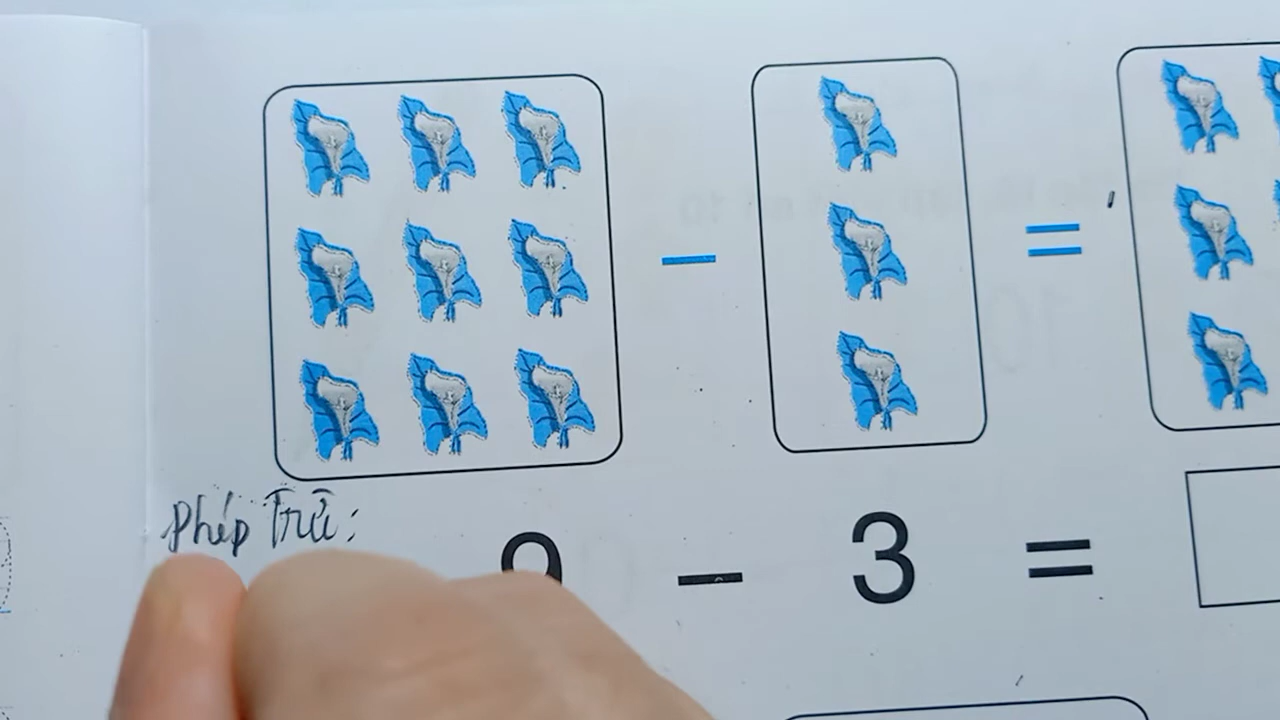 − =
Phép Trừ:
9 − 3 =